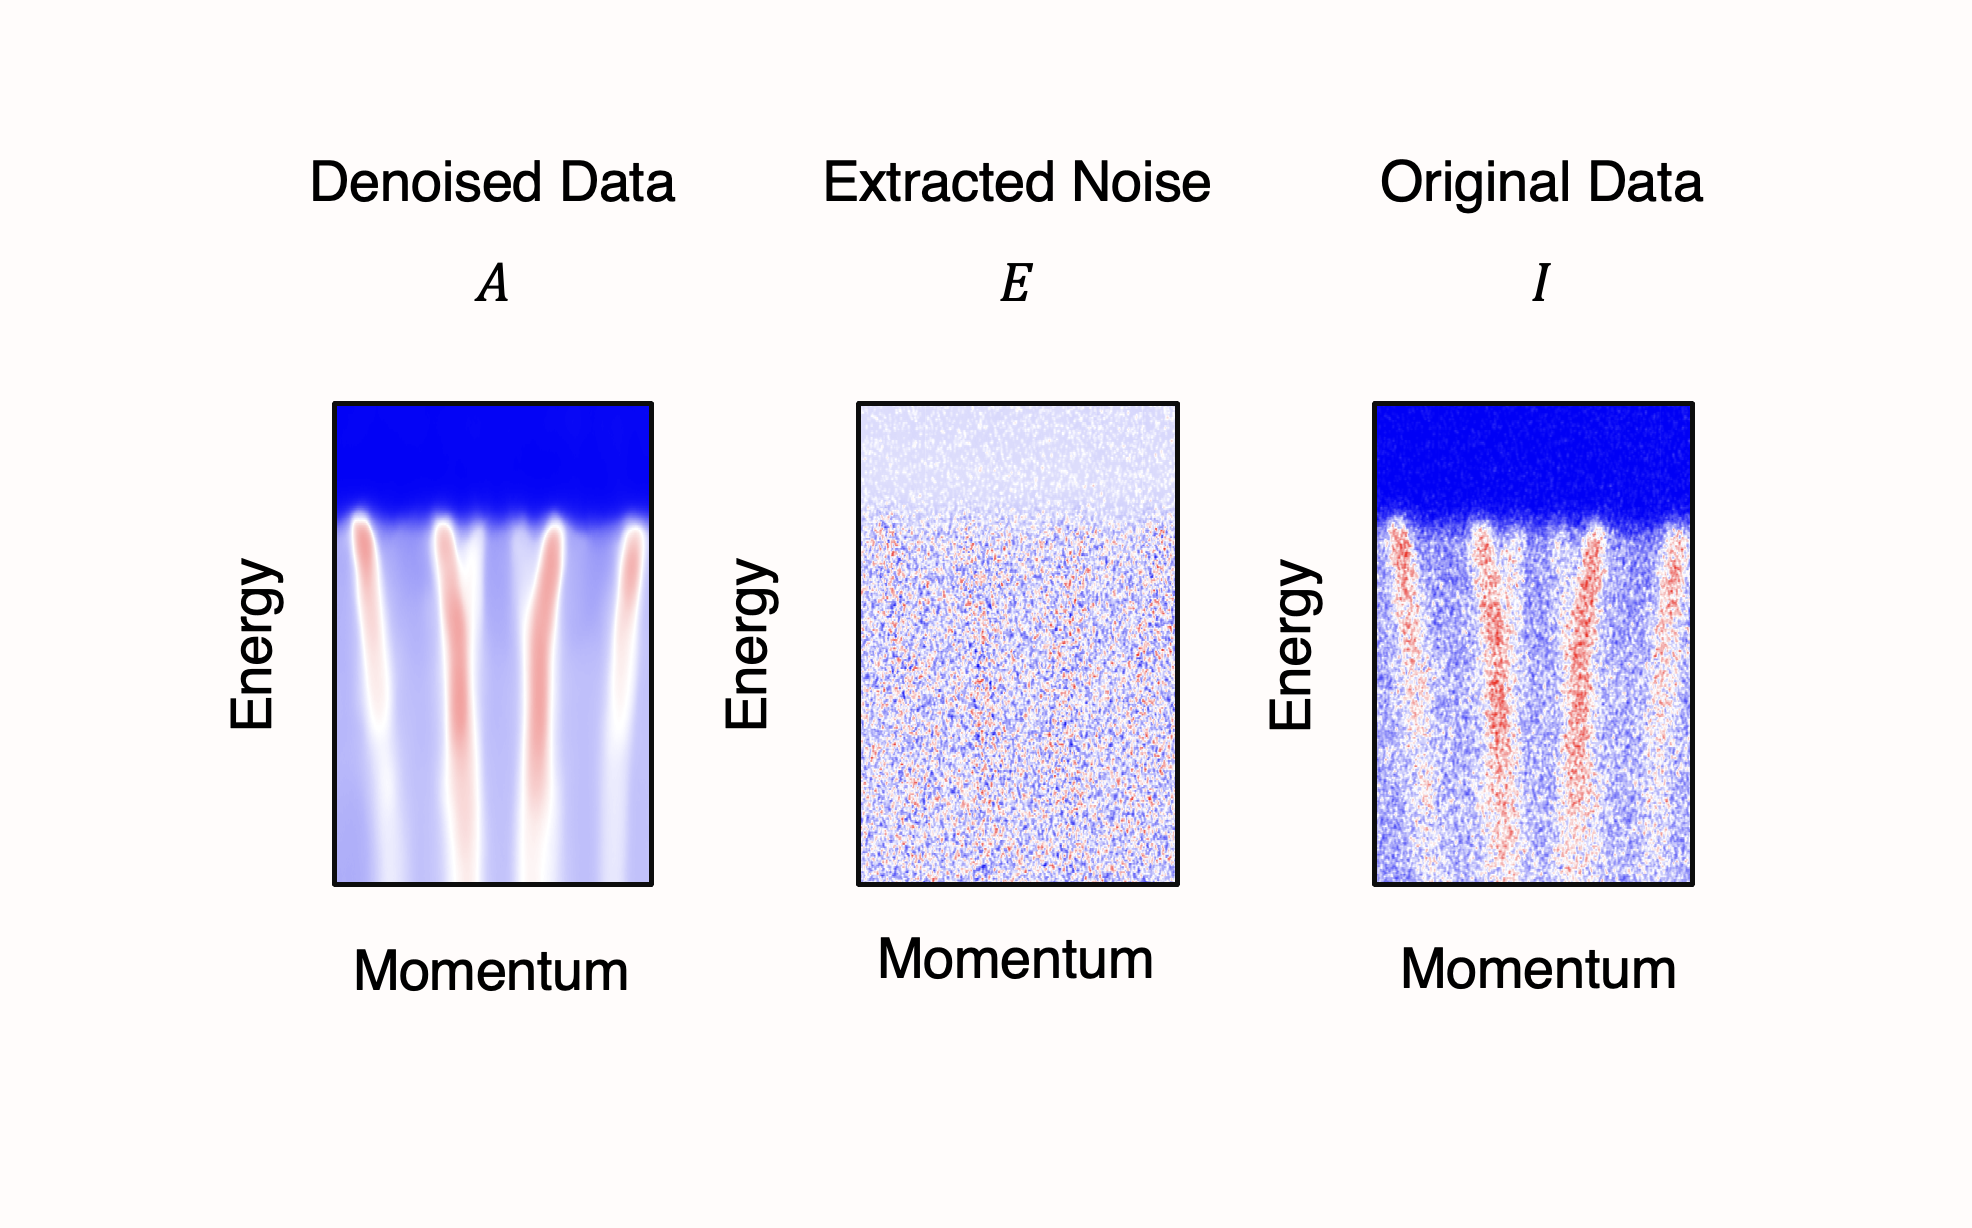 Denoised Data
A
Energy
Momentum
Extracted Noise
E
Energy
Momentum
Original Data
I
Energy
Momentum